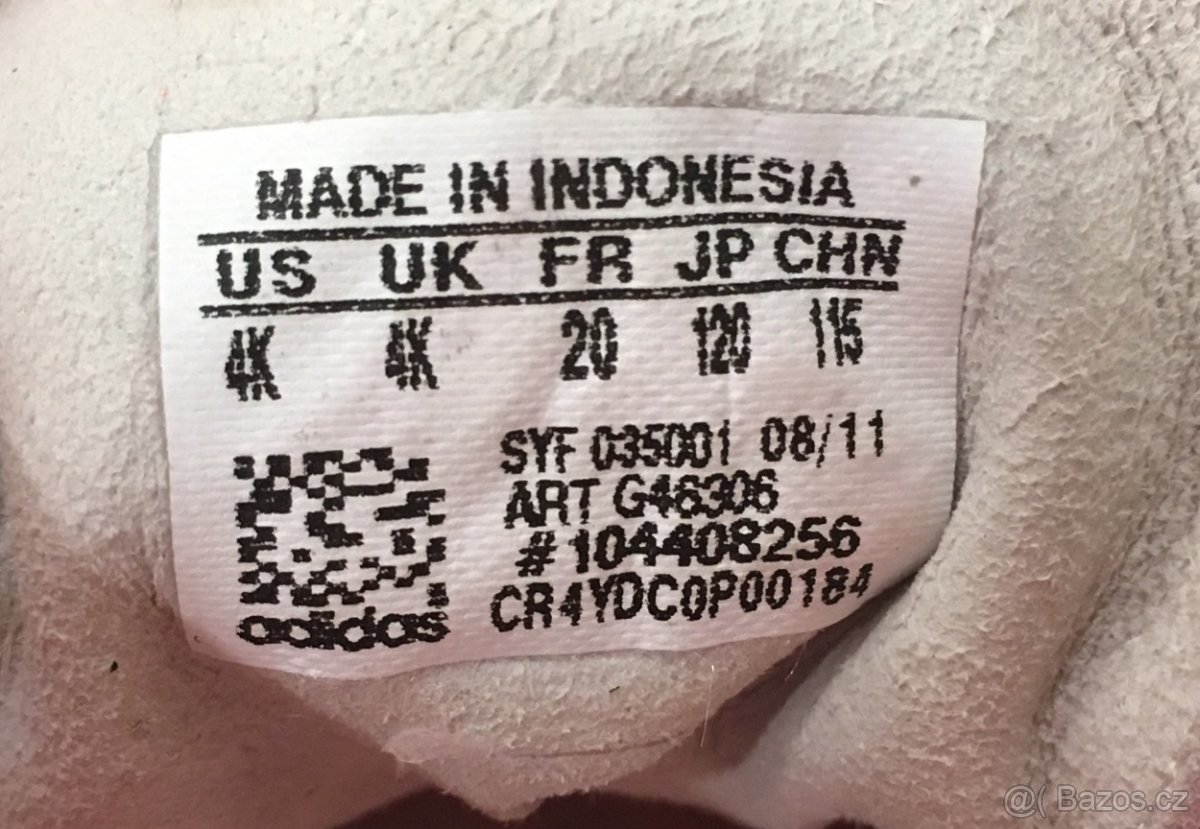 MADE IN INDONESIA
US UK FR JP CHN
4K 4K 20 120 115
SYF 035001 08/11
ART G46306
#104408256
CR4YDC0P00184
adidas
@( Bazos.cz